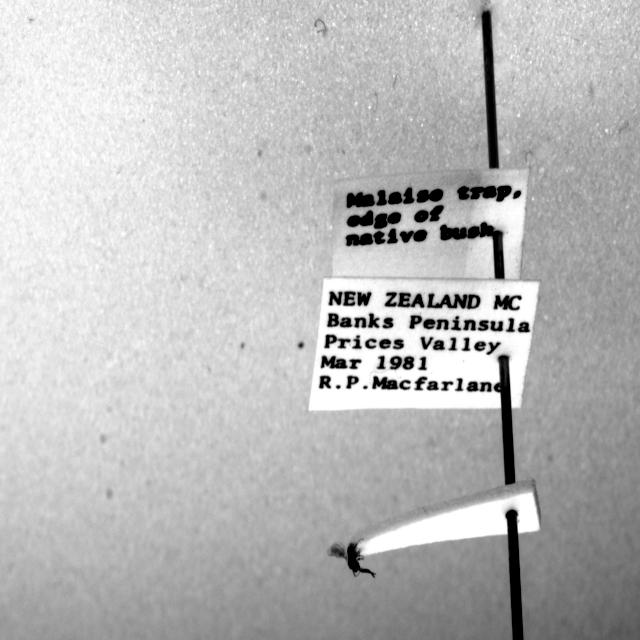 Malaise trap,
edge of
native bush
NEW ZEALAND MC
Banks Peninsula
Prices Valley
Mar 1981
R.P.Macfarlane